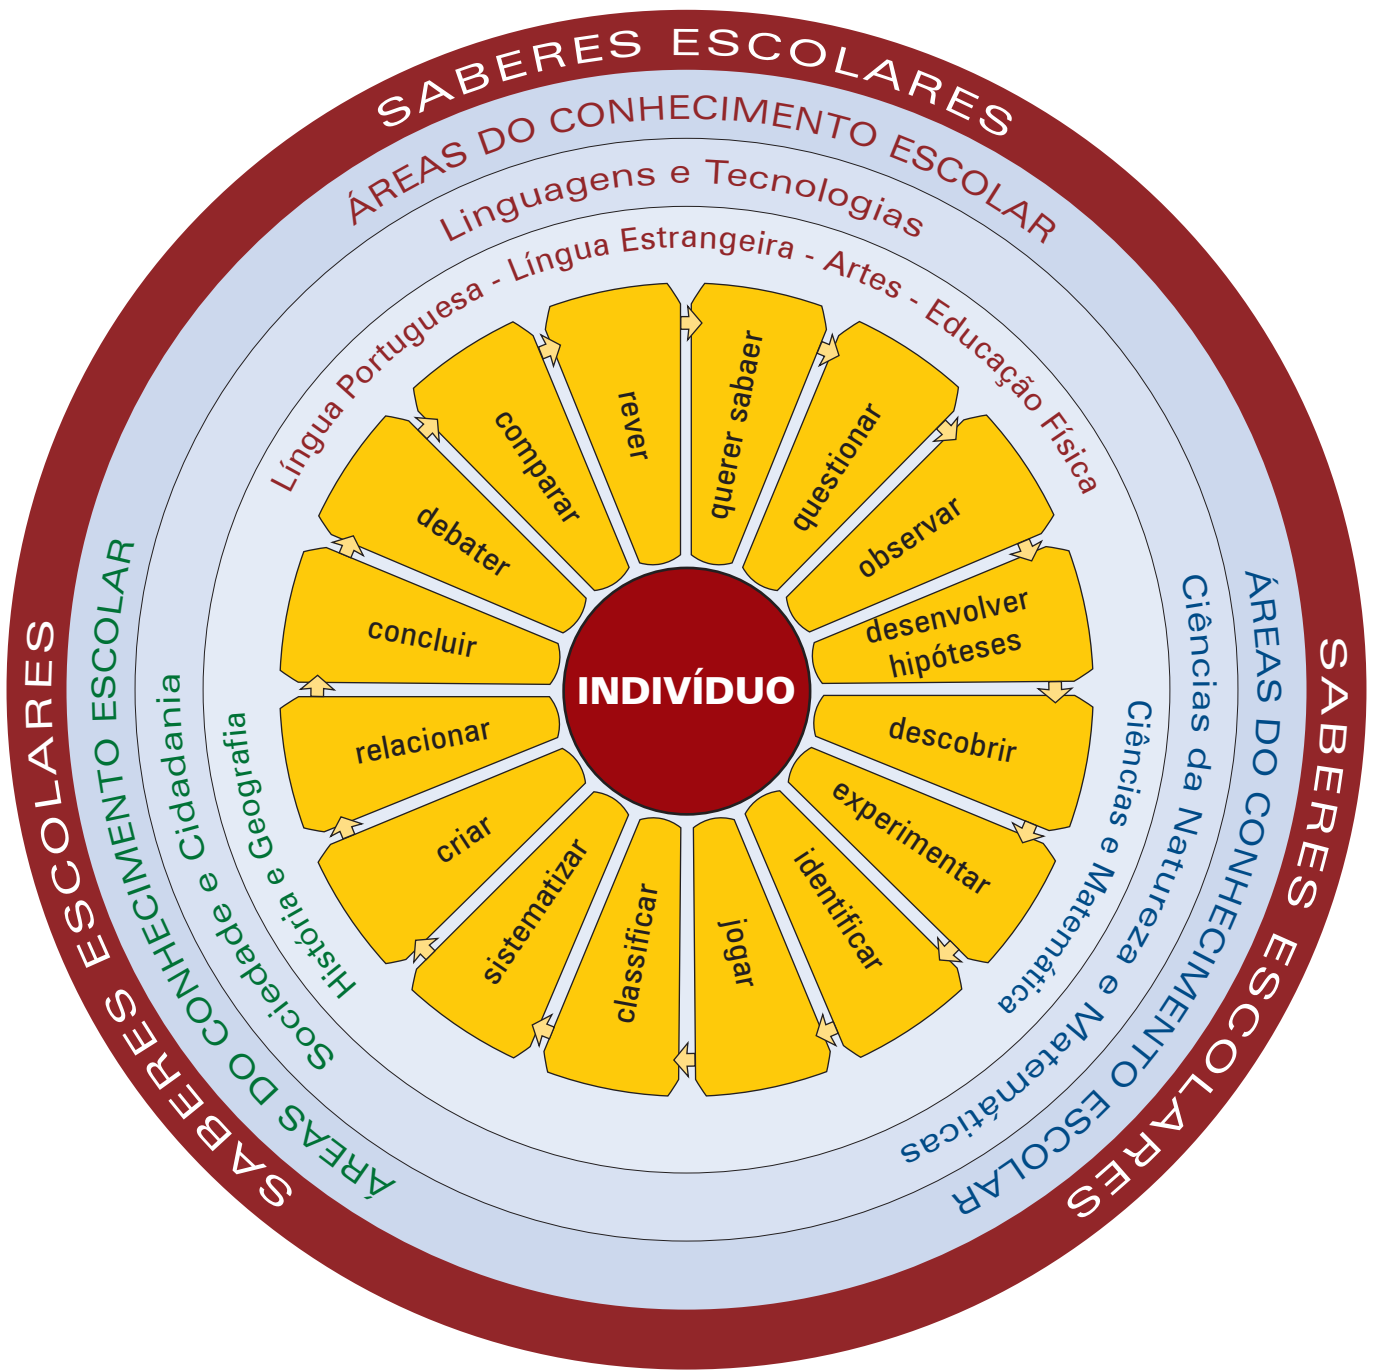 SABERES ESCOLARES
ÁREAS DO CONHECIMENTO ESCOLAR
Linguagens e Tecnologias
Língua Portuguesa - Língua Estrangeira - Artes - Educação Física
SABERES ESCOLARES
ÁREAS DO CONHECIMENTO ESCOLAR
Ciências da Natureza e Matemáticas
Ciências e Matemática
SABERES ESCOLARES
ÁREAS DO CONHECIMENTO ESCOLAR
Sociedade e Cidadania
História e Geografia
querer sabaer
questionar
observar
desenvolver
hipóteses
descobrir
experimentar
identificar
jogar
classificar
sistematizar
criar
relacionar
concluir
debater
comparar
rever
INDIVÍDUO